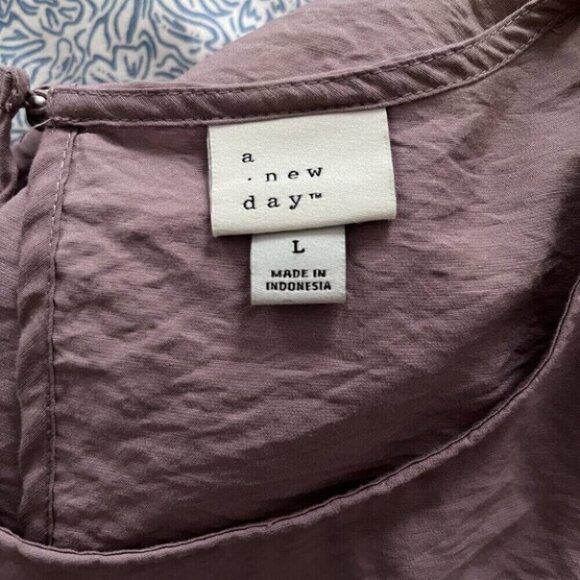 a
. new
day™
L
MADE IN
INDONESIA